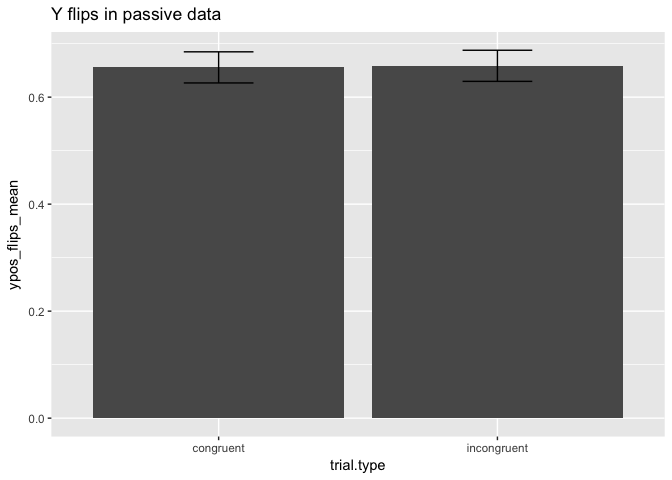 Y flips in passive data
ypos_flips_mean
0.6
0.4
0.2
0.0
congruent
incongruent
trial.type